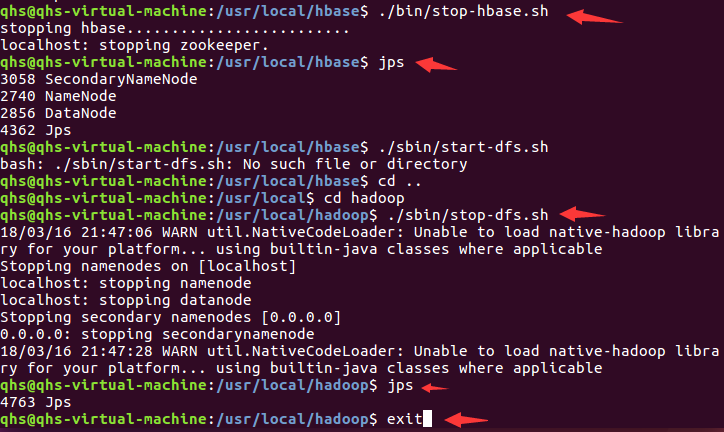 qhs@qhs-virtual-machine:/usr/local/hbase$ ./bin/stop-hbase.sh
stopping hbase.........................
localhost: stopping zookeeper.
qhs@qhs-virtual-machine:/usr/local/hbase$ jps
3058 SecondaryNameNode
2740 NameNode
2856 DataNode
4362 Jps
qhs@qhs-virtual-machine:/usr/local/hbase$ ./sbin/start-dfs.sh
bash: ./sbin/start-dfs.sh: No such file or directory
qhs@qhs-virtual-machine:/usr/local/hbase$ cd ..
qhs@qhs-virtual-machine:/usr/local$ cd hadoop
qhs@qhs-virtual-machine:/usr/local/hadoop$ ./sbin/stop-dfs.sh
18/03/16 21:47:06 WARN util.NativeCodeLoader: Unable to load native-hadoop libra
ry for your platform... using builtin-java classes where applicable
Stopping namenodes on [localhost]
localhost: stopping namenode
localhost: stopping datanode
Stopping secondary namenodes [0.0.0.0]
0.0.0.0: stopping secondarynamenode
18/03/16 21:47:28 WARN util.NativeCodeLoader: Unable to load native-hadoop libra
ry for your platform... using builtin-java classes where applicable
qhs@qhs-virtual-machine:/usr/local/hadoop$ jps
4763 Jps
qhs@qhs-virtual-machine:/usr/local/hadoop$ exit